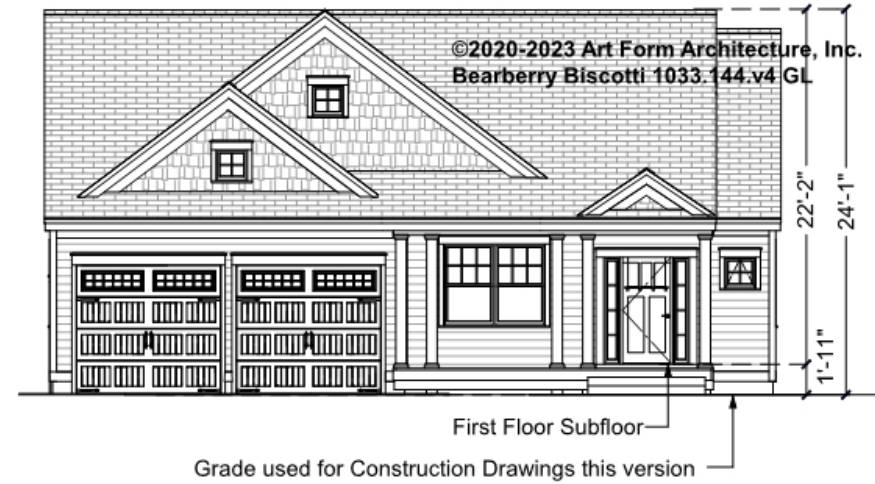 ©2020-2023 Art Form Architecture, Inc.
Bearberry Biscotti 1033.144.v4 GL
22'-2"
24'-1"
1'-11"
First Floor Subfloor
Grade used for Construction Drawings this version